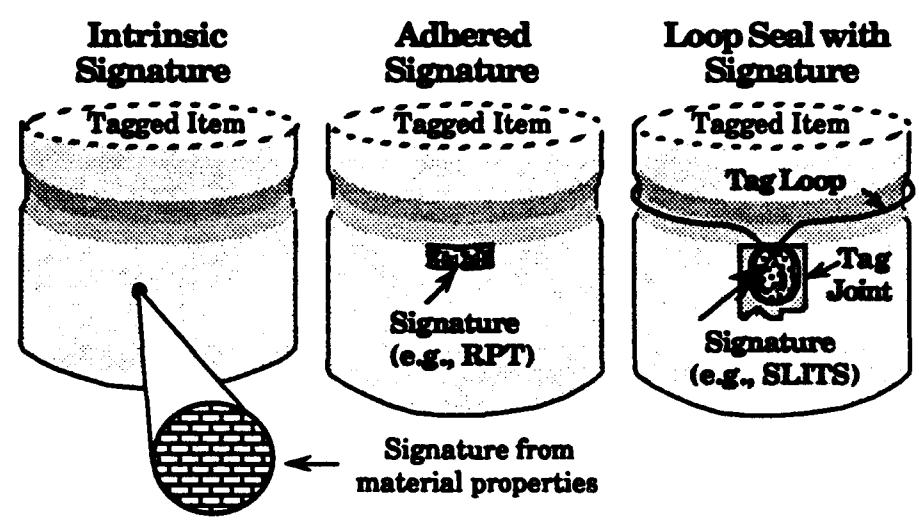 Intrinsic
Signature
Adhered
Signature
Loop Seal with
Signature
Tagged Item
Tagged Item
Tagged Item
Tag Loop
Tag
Joint
Signature
(e.g., RPT)
Signature
(e.g., SLITS)
Signature from
material properties